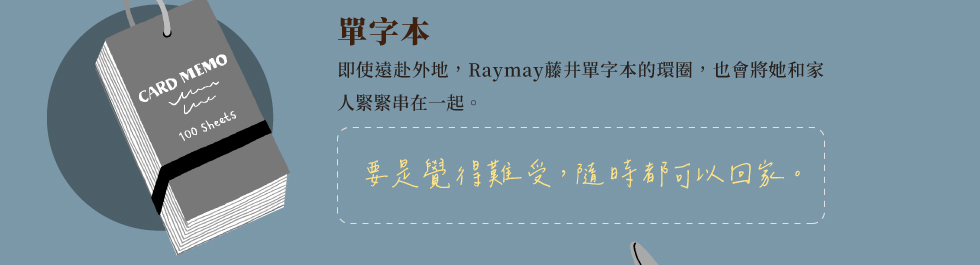 CARD MEMO
100 Sheets
單字本
即使遠赴外地，Raymay藤井單字本的環圈，也會將她和家
人緊緊串在一起。
要是覺得難受，隨時都可以回家。